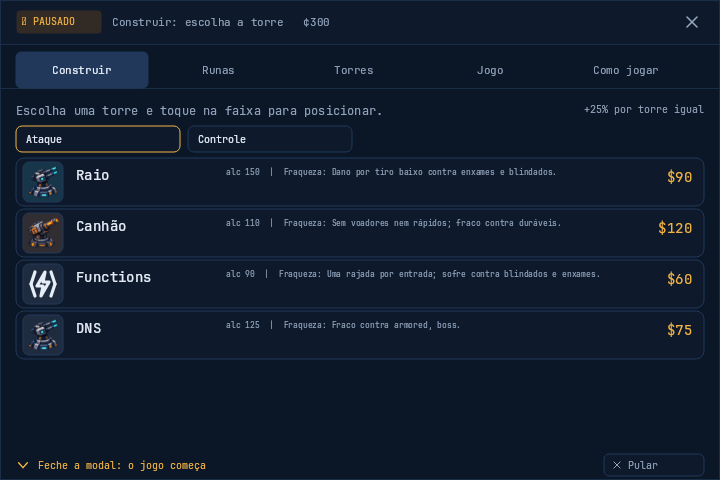 PAUSADO
Construir: escolha a torre $300
Construir Runas Torres Jogo Como jogar
Escolha uma torre e toque na faixa para posicionar. +25% por torre igual
Ataque Controle
Raio alc 150 | Fraqueza: Dano por tiro baixo contra enxames e blindados. $90
Canhão alc 110 | Fraqueza: Sem voadores nem rápidos; fraco contra duráveis. $120
Functions alc 90 | Fraqueza: Uma rajada por entrada; sofre contra blindados e enxames. $60
DNS alc 125 | Fraqueza: Fraco contra armored, boss. $75
Feche a modal: o jogo começa Pular